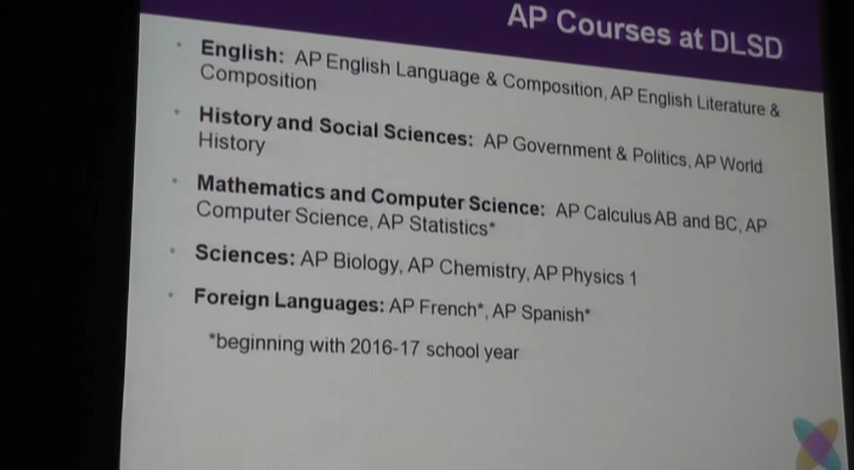 AP Courses at DLSD
English: AP English Language & Composition, AP English Literature &
Composition
History and Social Sciences: AP Government & Politics, AP World
History
Mathematics and Computer Science: AP Calculus AB and BC, AP
Computer Science, AP Statistics*
Sciences: AP Biology, AP Chemistry, AP Physics 1
Foreign Languages: AP French*, AP Spanish*
*beginning with 2016-17 school year